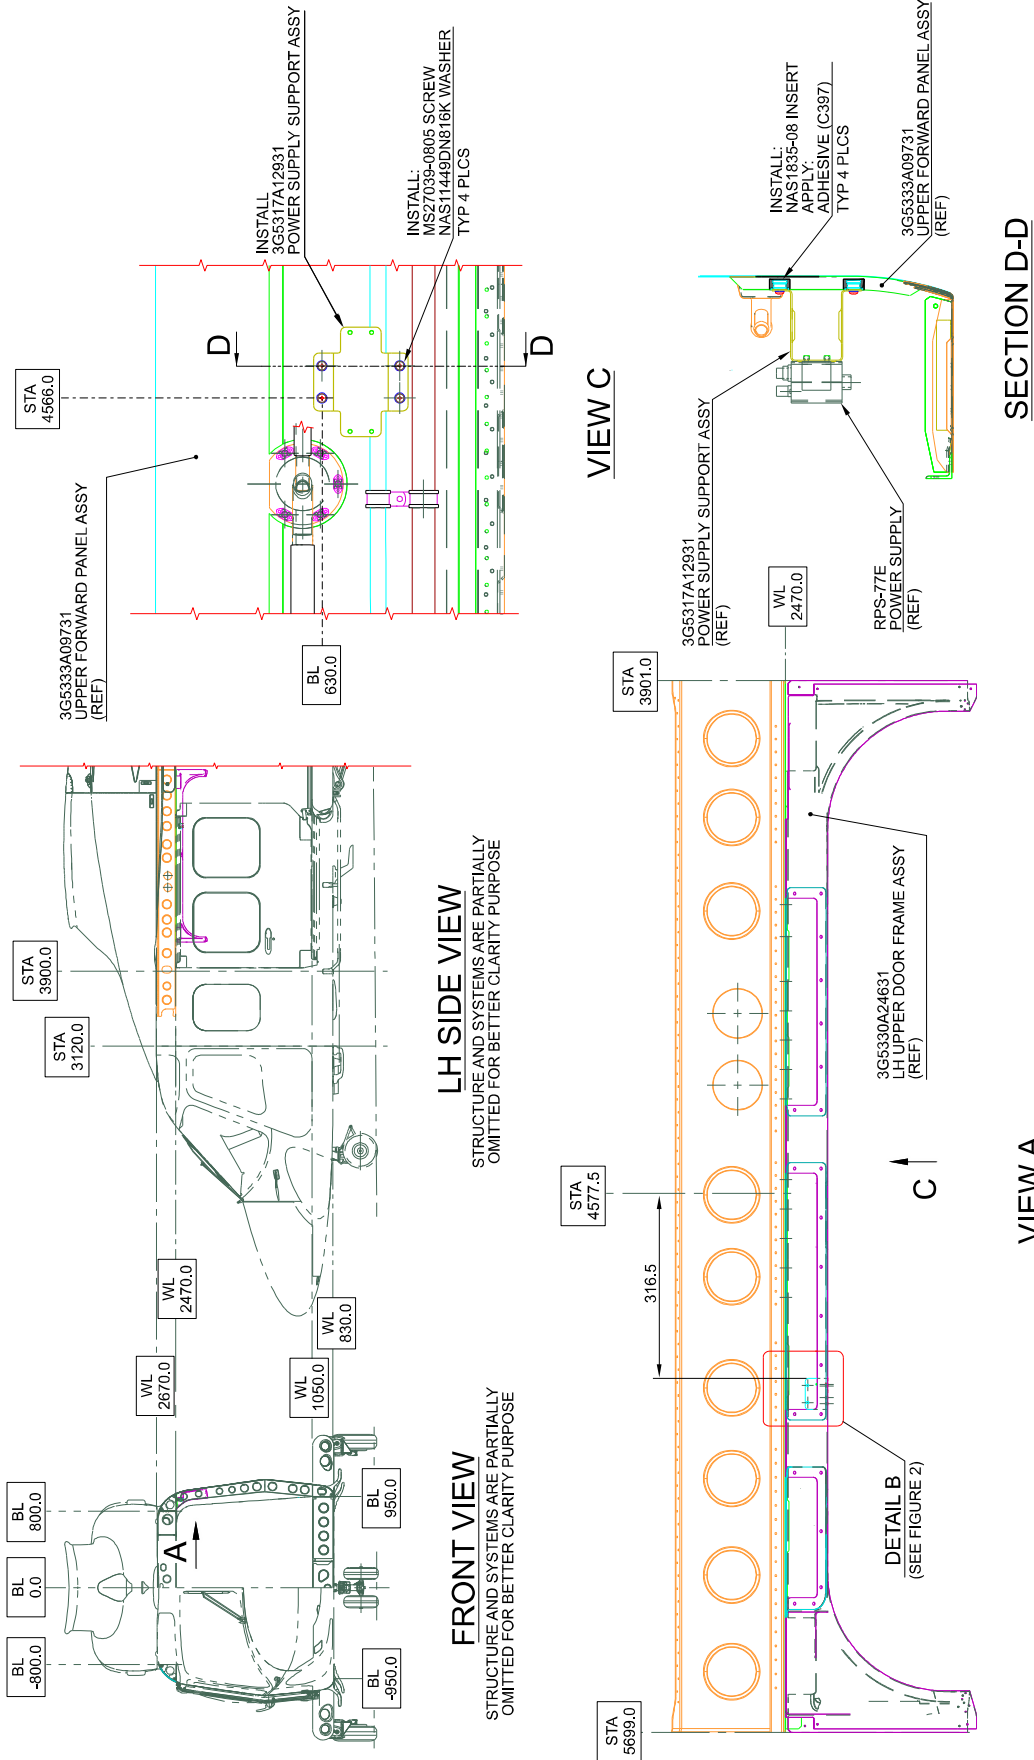 BL
-800.0
BL
0.0
BL
800.0
WL
2670.0
WL
2470.0
WL
1050.0
WL
830.0
BL
-950.0
BL
950.0
A
FRONT VIEW
STRUCTURE AND SYSTEMS ARE PARTIALLY
OMITTED FOR BETTER CLARITY PURPOSE
STA
3120.0
STA
3900.0
LH SIDE VIEW
STRUCTURE AND SYSTEMS ARE PARTIALLY
OMITTED FOR BETTER CLARITY PURPOSE
3G5333A09731
UPPER FORWARD PANEL ASSY
(REF)
STA
4566.0
BL
630.0
INSTALL
3G5317A12931
POWER SUPPLY SUPPORT ASSY
INSTALL:
MS27039-0805 SCREW
NAS11449DN816K WASHER
TYP 4 PLCS
D
D
VIEW C
STA
5699.0
STA
4577.5
STA
3901.0
316.5
WL
2470.0
DETAIL B
(SEE FIGURE 2)
C
3G5330A24631
LH UPPER DOOR FRAME ASSY
(REF)
VIEW A
3G5317A12931
POWER SUPPLY SUPPORT ASSY
(REF)
RPS-77E
POWER SUPPLY
(REF)
INSTALL:
NAS1835-08 INSERT
APPLY:
ADHESIVE (C397)
TYP 4 PLCS
3G5333A09731
UPPER FORWARD PANEL ASSY
(REF)
SECTION D-D